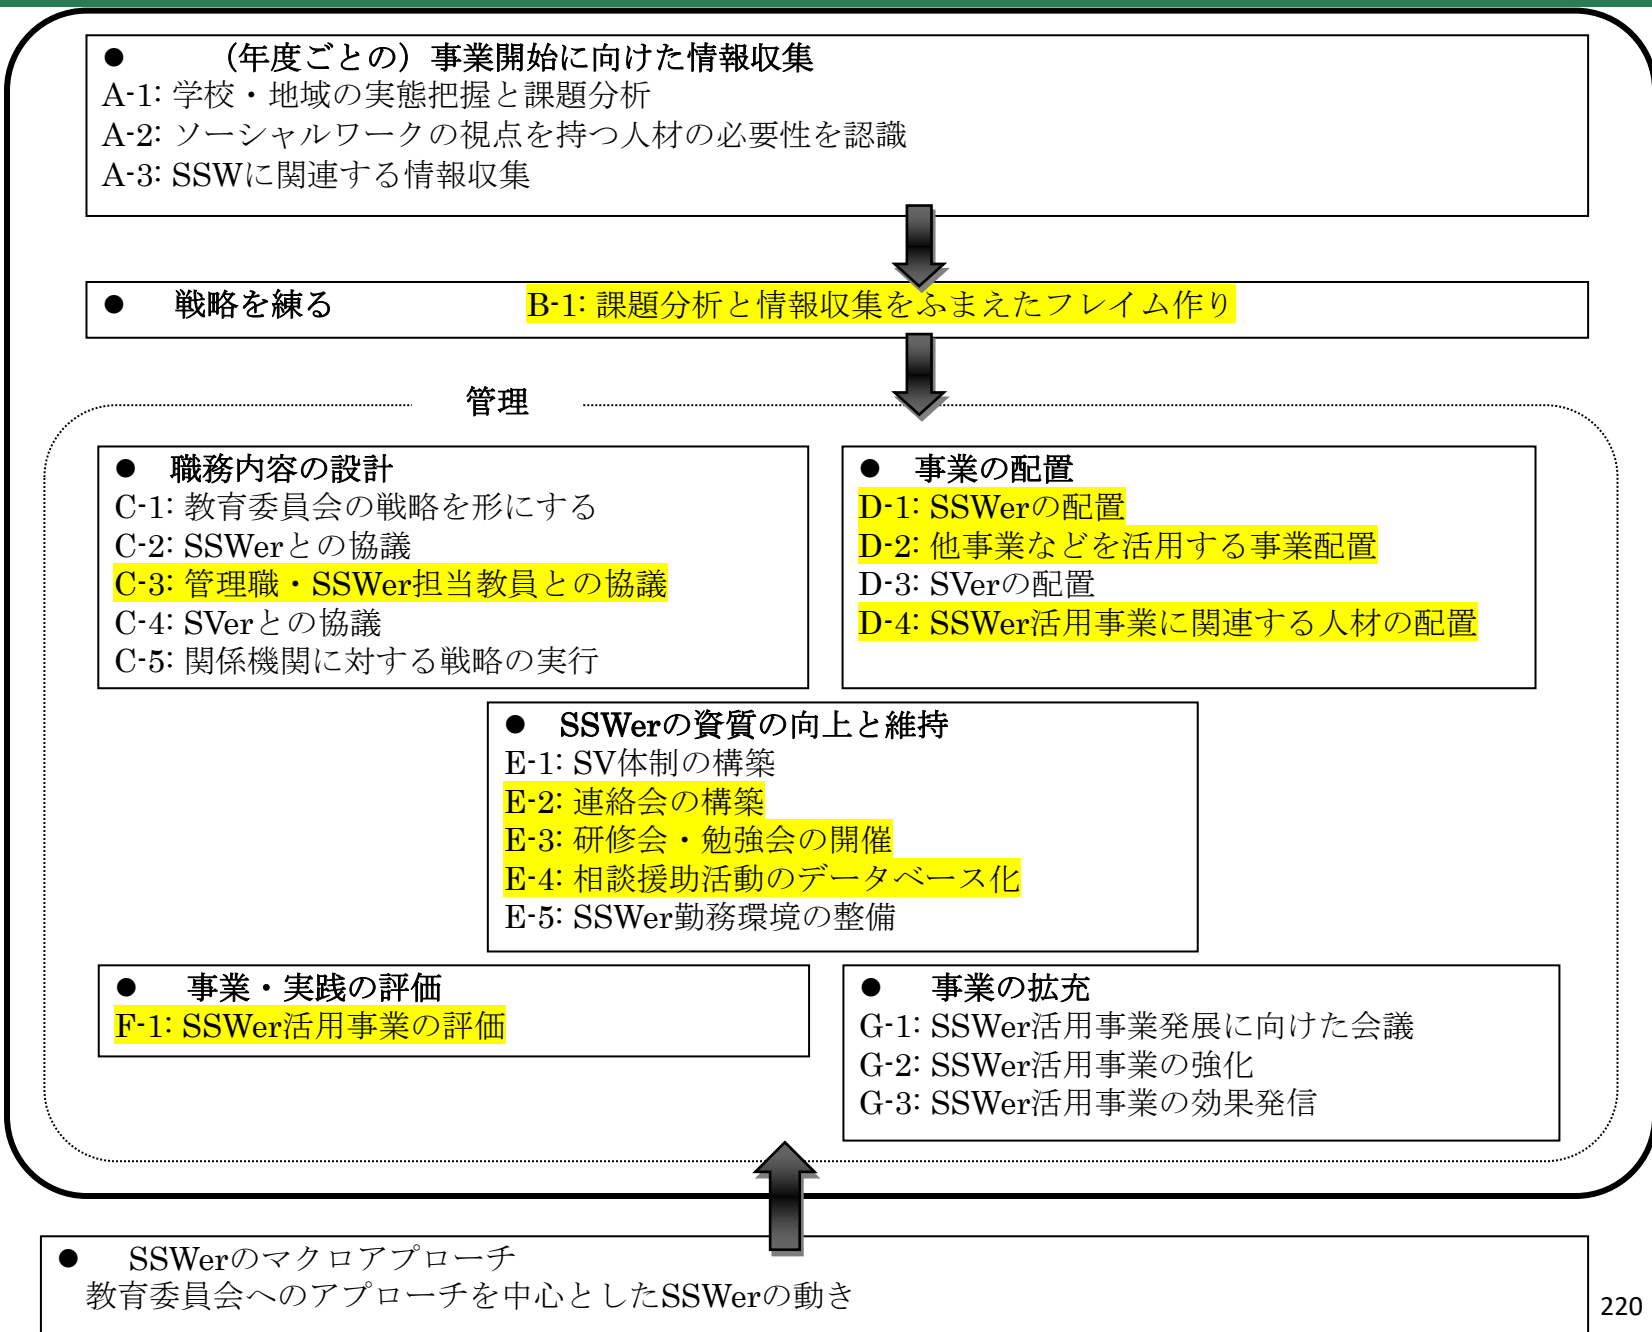 ● （年度ごとの）事業開始に向けた情報収集
A-1: 学校・地域の実態把握と課題分析
A-2: ソーシャルワークの視点を持つ人材の必要性を認識
A-3: SSWに関連する情報収集
● 戦略を練る B-1: 課題分析と情報収集をふまえたフレイム作り
管理
● 職務内容の設計
C-1: 教育委員会の戦略を形にする
C-2: SSWerとの協議
C-3: 管理職・SSWer担当教員との協議
C-4: SVerとの協議
C-5: 関係機関に対する戦略の実行
● 事業の配置
D-1: SSWerの配置
D-2: 他事業などを活用する事業配置
D-3: SVerの配置
D-4: SSWer活用事業に関連する人材の配置
● SSWerの資質の向上と維持
E-1: SV体制の構築
E-2: 連絡会の構築
E-3: 研修会・勉強会の開催
E-4: 相談援助活動のデータベース化
E-5: SSWer勤務環境の整備
● 事業・実践の評価
F-1: SSWer活用事業の評価
● 事業の拡充
G-1: SSWer活用事業発展に向けた会議
G-2: SSWer活用事業の強化
G-3: SSWer活用事業の効果発信
● SSWerのマクロアプローチ
教育委員会へのアプローチを中心としたSSWerの動き
220